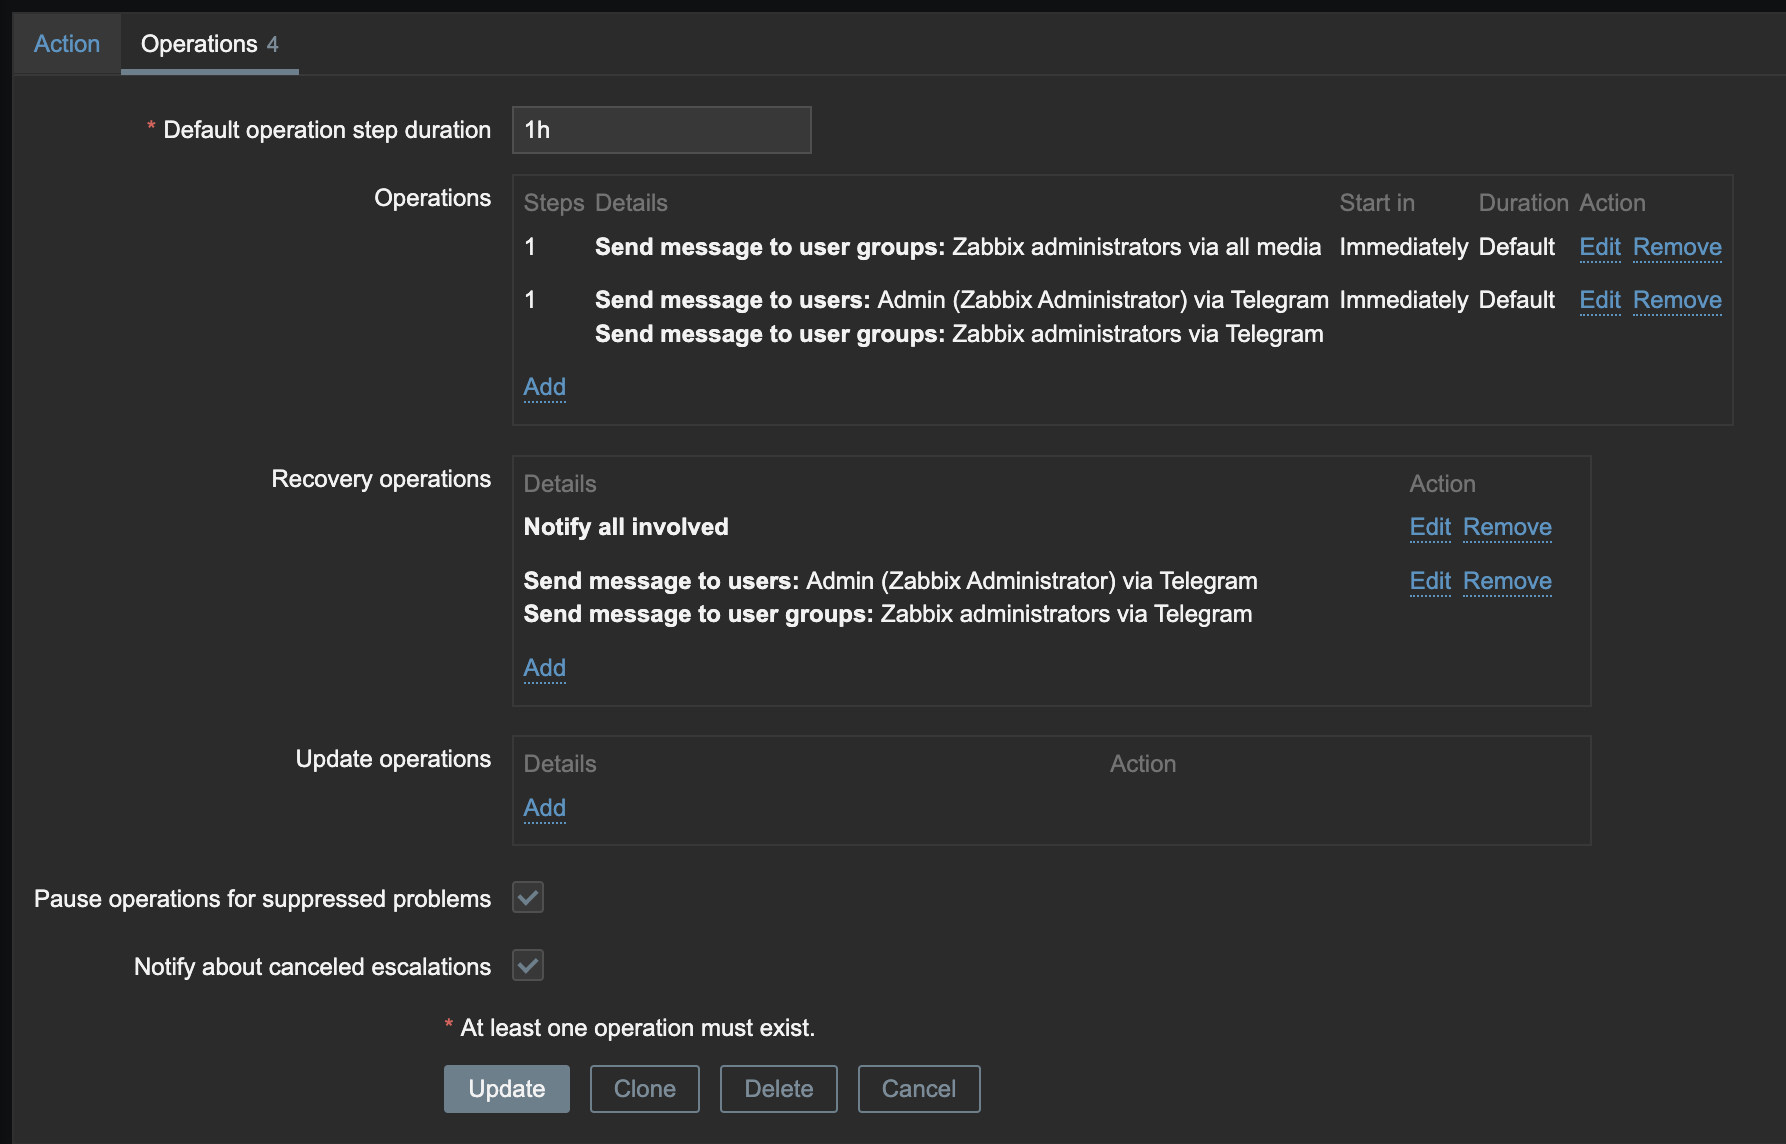 Action Operations 4
* Default operation step duration 1h
Operations
Steps Details Start in Duration Action
1 Send message to user groups: Zabbix administrators via all media Immediately Default Edit Remove
1 Send message to users: Admin (Zabbix Administrator) via Telegram Immediately Default Edit Remove
Send message to user groups: Zabbix administrators via Telegram
Add
Recovery operations
Details Action
Notify all involved Edit Remove
Send message to users: Admin (Zabbix Administrator) via Telegram Edit Remove
Send message to user groups: Zabbix administrators via Telegram
Add
Update operations
Details Action
Add
Pause operations for suppressed problems
Notify about canceled escalations
* At least one operation must exist.
Update Clone Delete Cancel